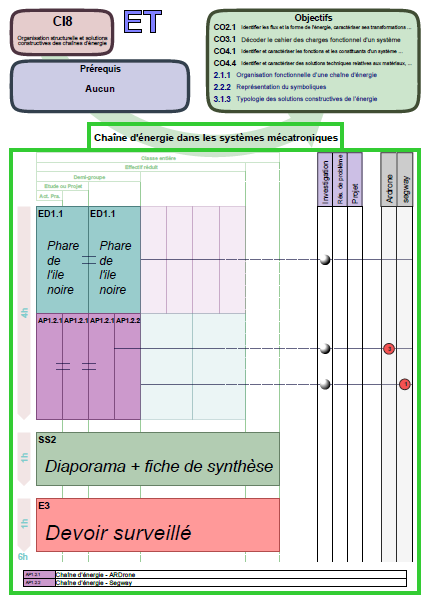 CI8
Organisation structurelle et solutions
constructives des chaînes d'énergie
ET
Objectifs
CO2.1 Identifier les flux et la forme de l'énergie, caractériser ses transformations ...
CO3.1 Décoder le cahier des charges fonctionnel d'un système
CO4.1 Identifier et caractériser les fonctions et les constituants d'un système ...
CO4.4 Identifier et caractériser des solutions techniques relatives aux matériaux, ...
2.1.1 Organisation fonctionnelle d'une chaîne d'énergie
2.2.2 Représentation du symboliques
3.1.3 Typologie des solutions constructives de l'énergie
Prérequis
Aucun
Chaîne d'énergie dans les systèmes mécatroniques
Classe entière
Effectif réduit
Demi-groupe
Etude ou Projet
Act. Pra.
Investigation
Rés. de problème
Projet
Ardrone
segway
4h
ED1.1
Phare
de
l'ile
noire
ED1.1
Phare
de
l'ile
noire
AP1.2.1
AP1.2.1
AP1.2.1
AP1.2.2
1h
SS2
Diaporama + fiche de synthèse
1h
E3
Devoir surveillé
6h
AP1.2.1 Chaîne d'énergie - ARDrone
AP1.2.2 Chaîne d'énergie - Segway